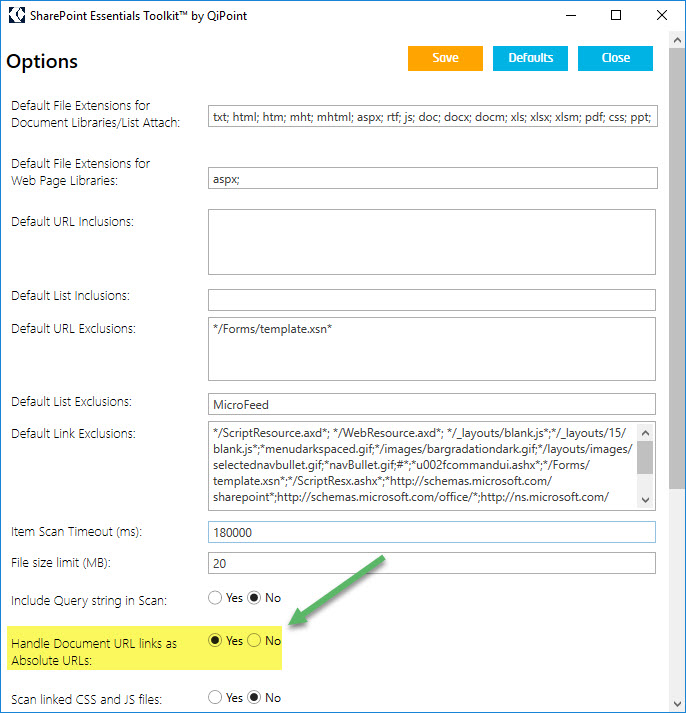 SharePoint Essentials Toolkit™ by QiPoint
Options
Save
Defaults
Close
Default File Extensions for
Document Libraries/List Attach:
txt; html; htm; mht; mhtml; aspx; rtf; js; doc; docx; docm; xls; xlsx; xlsm; pdf; css; ppt;
Default File Extensions for
Web Page Libraries:
aspx;
Default URL Inclusions:
Default List Inclusions:
Default URL Exclusions:
*/Forms/template.xsn*
Default List Exclusions:
MicroFeed
Default Link Exclusions:
*/ScriptResource.axd*; */WebResource.axd*; */_layouts/blank.js*;*/_layouts/15/
blank.js*;*menudarkspaced.gif;*/images/bargradationdark.gif;*/layouts/images/
selectednavbullet.gif;*navBullet.gif;#*;*u002fcommandui.ashx*;*/Forms/
template.xsn*;*/ScriptResx.ashx*;*http://schemas.microsoft.com/
sharepoint*;http://schemas.microsoft.com/office/*;http://ns.microsoft.com/
Item Scan Timeout (ms):
180000
File size limit (MB):
20
Include Query string in Scan:
Yes No
Handle Document URL links as
Absolute URLs:
Yes No
Scan linked CSS and JS files:
Yes No